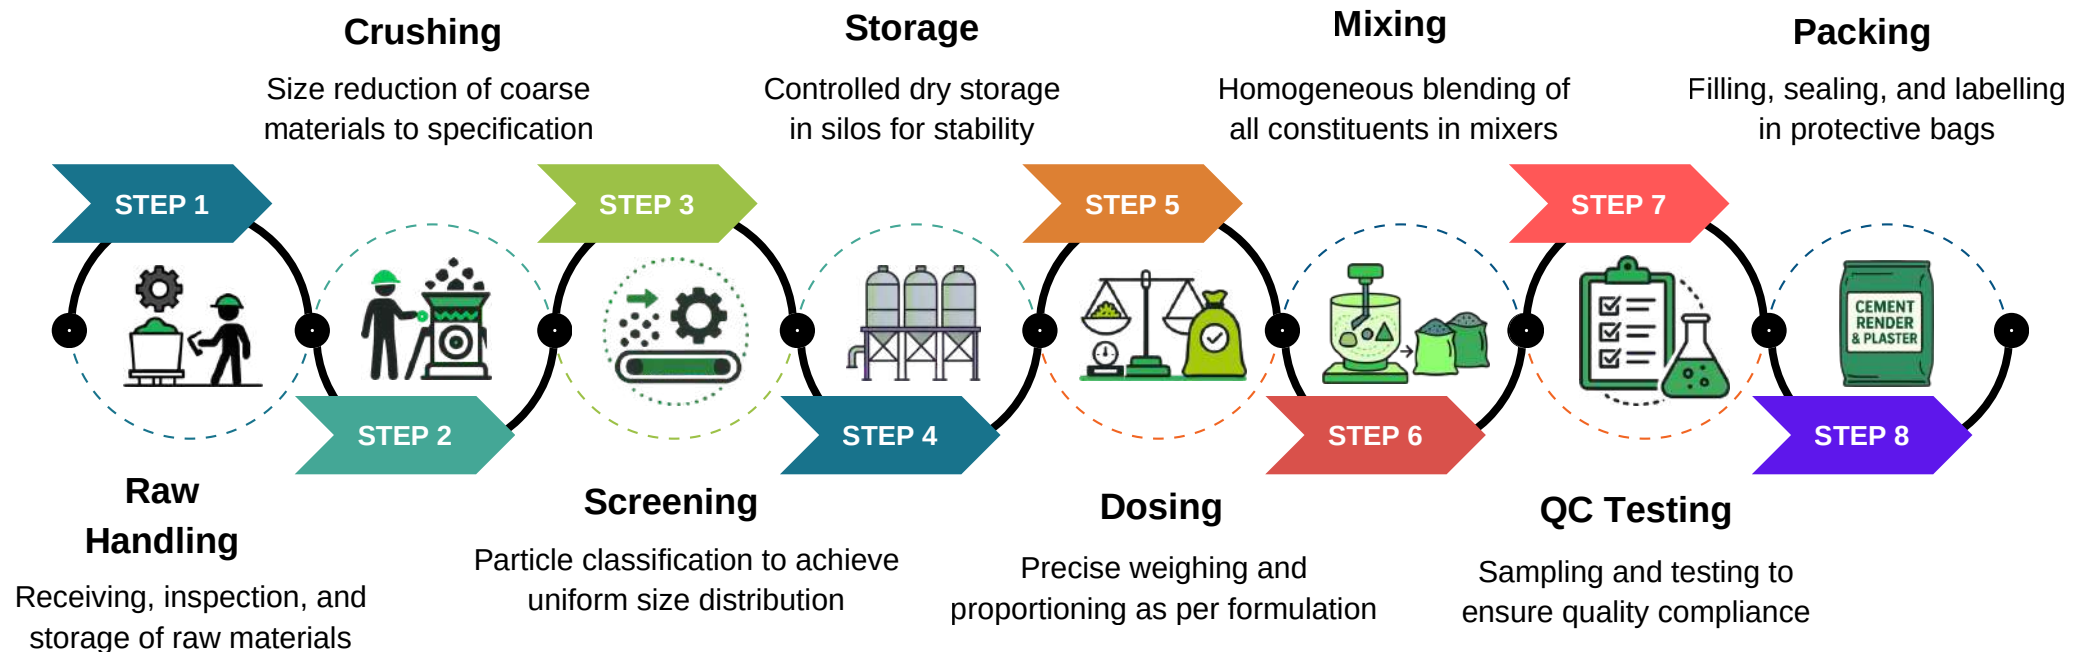 STEP 1
Raw
Handling
Receiving, inspection, and
storage of raw materials
Crushing
Size reduction of coarse
materials to specification
STEP 2
STEP 3
Screening
Particle classification to achieve
uniform size distribution
Storage
Controlled dry storage
in silos for stability
STEP 4
STEP 5
Dosing
Precise weighing and
proportioning as per formulation
Mixing
Homogeneous blending of
all constituents in mixers
STEP 6
STEP 7
QC Testing
Sampling and testing to
ensure quality compliance
Packing
Filling, sealing, and labelling
in protective bags
CEMENT
RENDER
& PLASTER
STEP 8